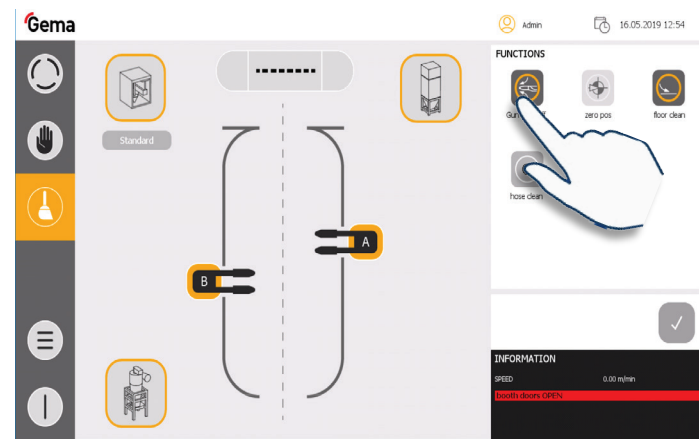 Gema
Admin
16.05.2019 12:54
FUNCTIONS
zero pos
floor clean
Standard
hose clean
A
B
INFORMATION
SPEED 0.00 m/min
booth doors OPEN